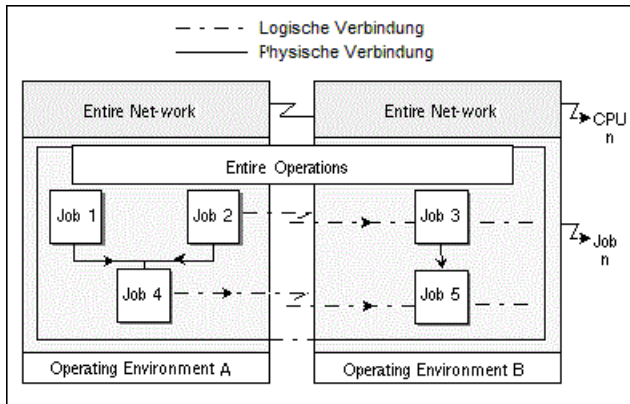 Logische Verbindung
Physische Verbindung
Entire Net-work
Entire Net-work
CPU
n
Entire Operations
Job 1
Job 2
Job 3
Job
n
Job 4
Job 5
Operating Environment A
Operating Environment B